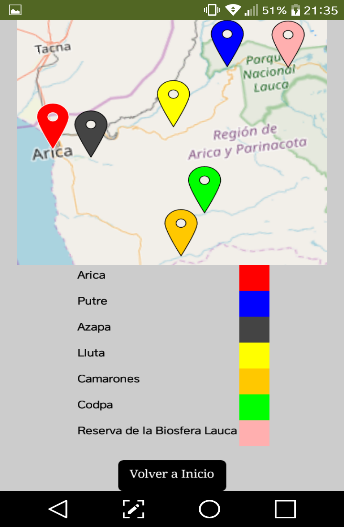 51% 21:35
Tacna
Parque
Nacional
Lauca
Región de
Arica y Parinacota
Arica
Arica
Putre
Azapa
Lluta
Camarones
Codpa
Reserva de la Biosfera Lauca
Volver a Inicio